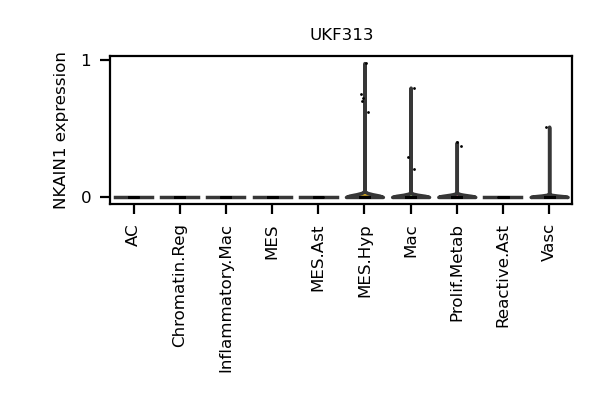 UKF313
NKAIN1 expression
1
0
AC
Chromatin.Reg
Inflammatory.Mac
MES
MES.Ast
MES.Hyp
Mac
Prolif.Metab
Reactive.Ast
Vasc